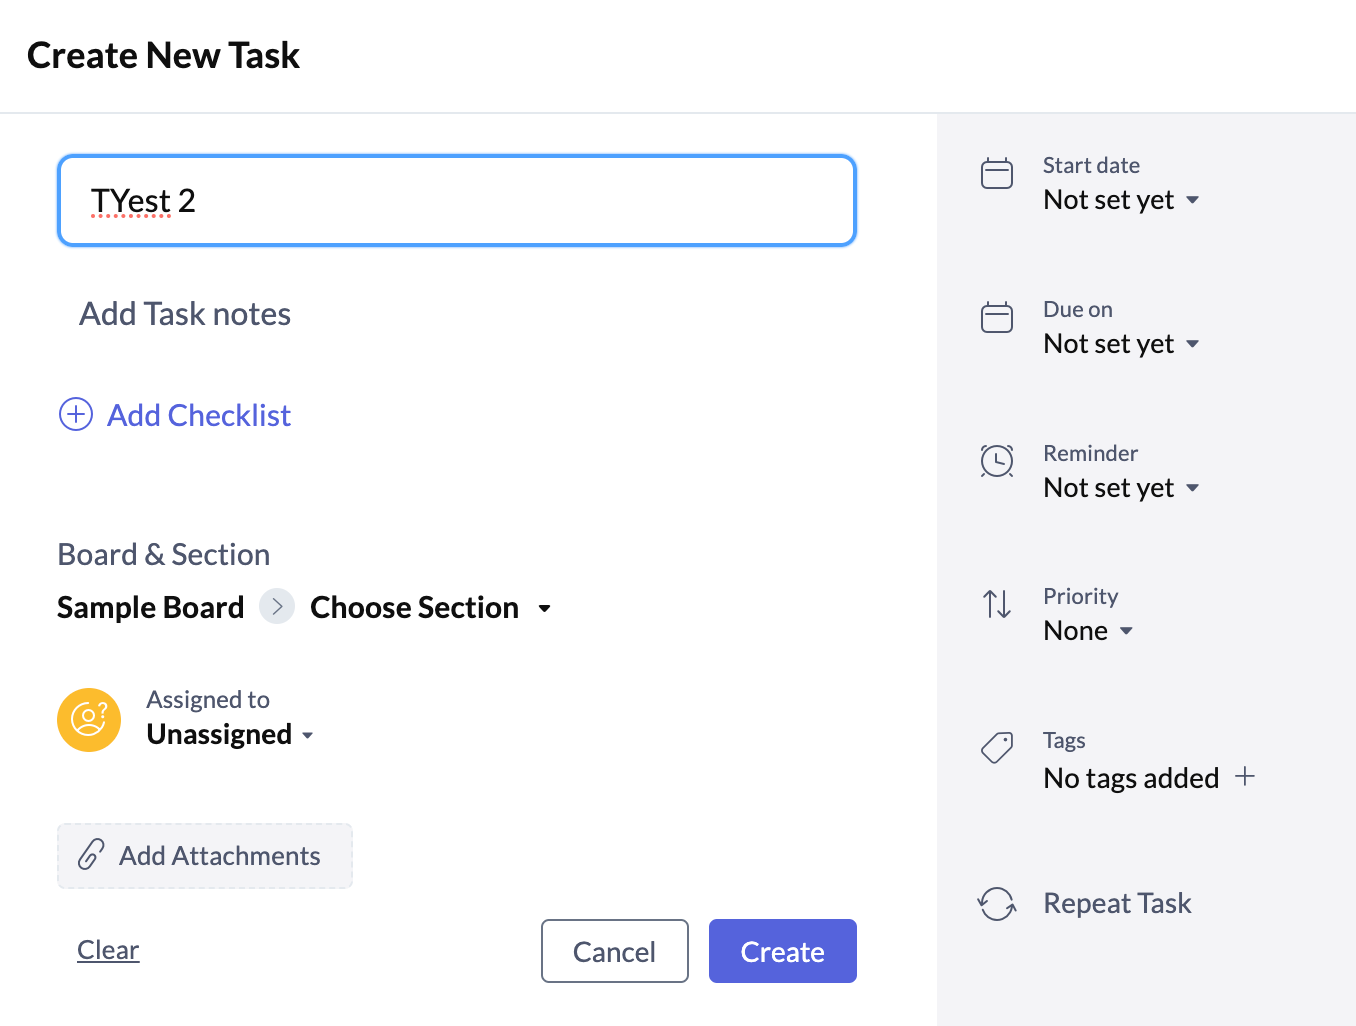 Create New Task
TYest 2
Add Task notes
Add Checklist
Board & Section
Sample Board > Choose Section
Assigned to
Unassigned
Add Attachments
Clear
Cancel
Create
Start date
Not set yet
Due on
Not set yet
Reminder
Not set yet
Priority
None
Tags
No tags added +
Repeat Task